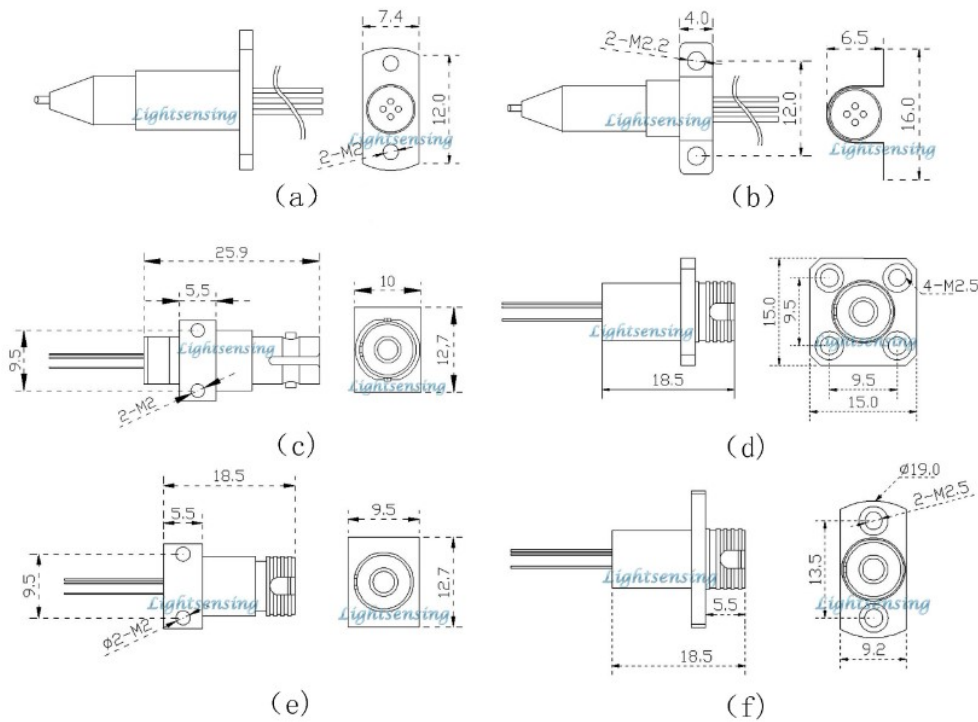 7.4
12.0
2-M2
Lightsensing
Lightsensing
(a)
4.0
2-M2.2
6.5
12.0
16.0
Lightsensing
Lightsensing
(b)
25.9
5,5
9.5
2-M2
Lightsensing
10
12.7
Lightsensing
(c)
18.5
Lightsensing
15.0
9.5
4-M2.5
Lightsensing
9.5
15.0
(d)
18.5
5.5
9.5
Ø2-M2
Lightsensing
9.5
12.7
Lightsensing
(e)
Lightsensing
5.5
18.5
Ø19.0
2-M2.5
13.5
Lightsensing
9.2
(f)